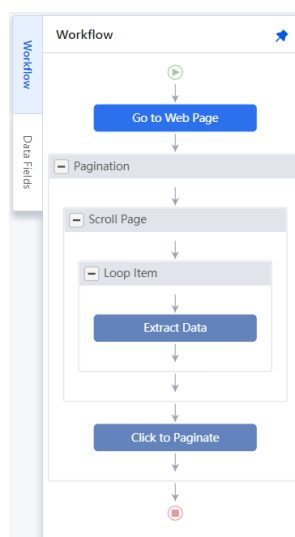 Workflow
Workflow
Data Fields
Go to Web Page
Pagination
Scroll Page
Loop Item
Extract Data
Click to Paginate